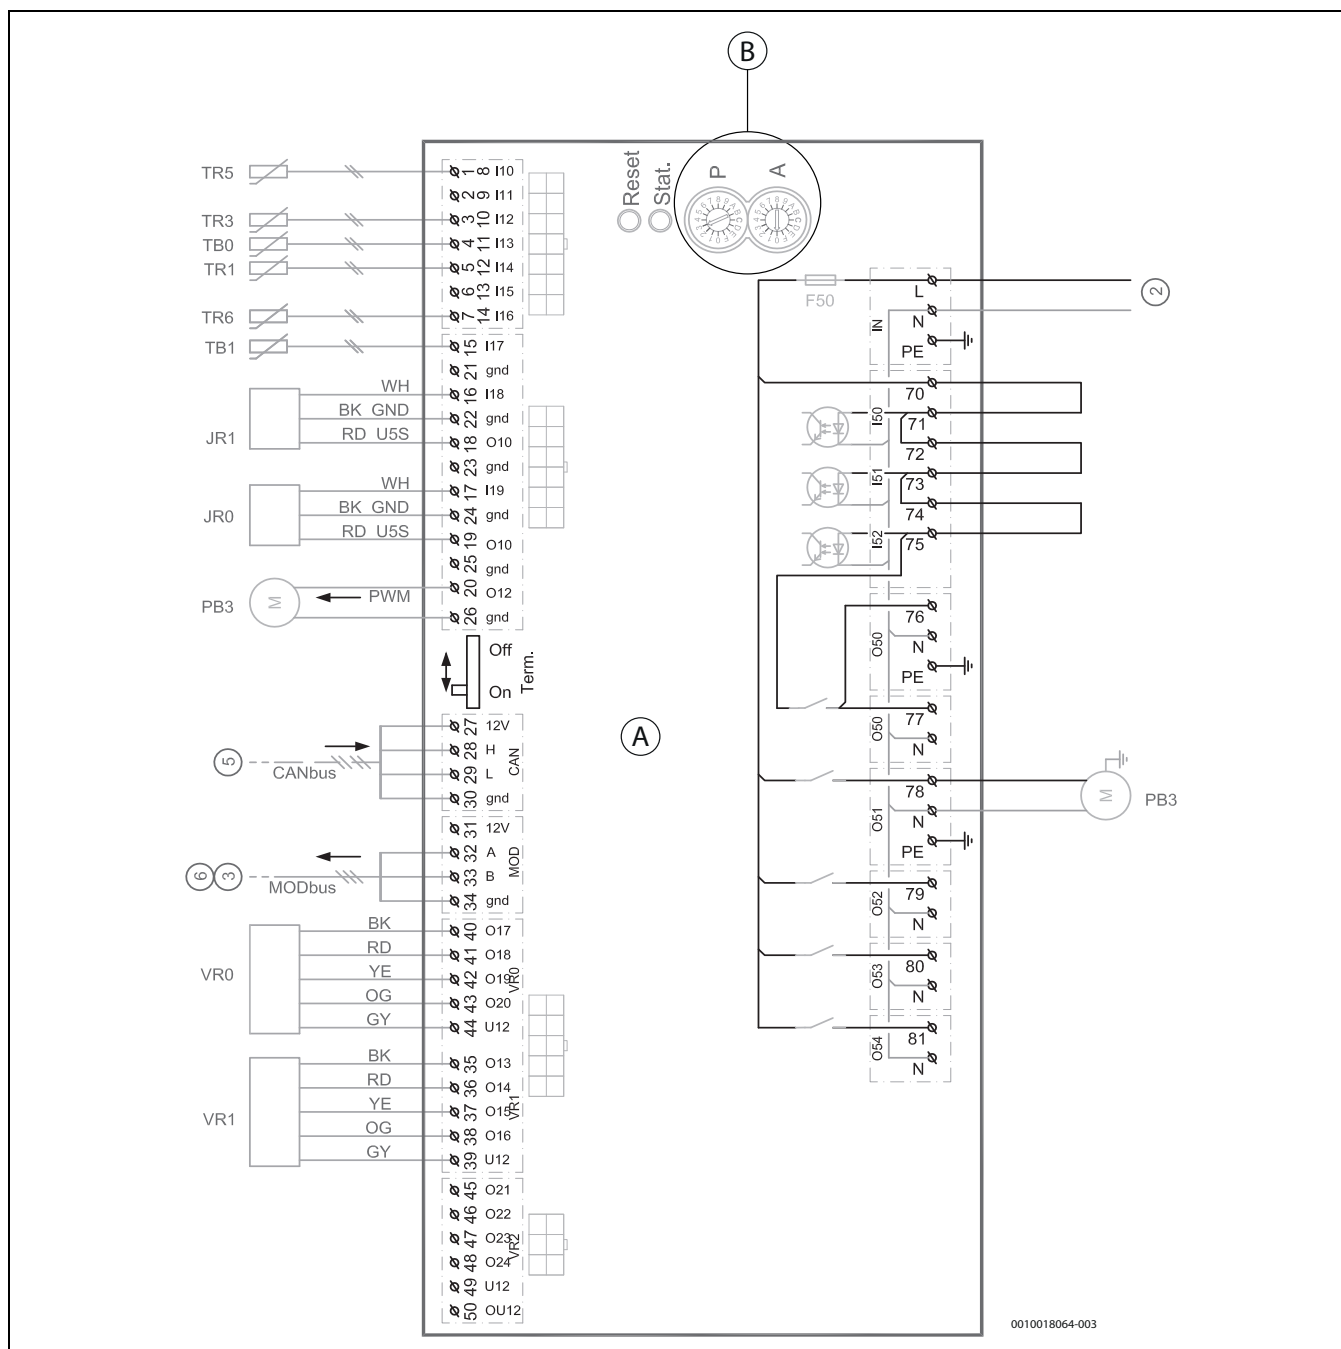 B
Reset
Stat.
P
A
TR5 1 8 I10
2 9 I11
TR3 3 10 I12
TB0 4 11 I13
TR1 5 12 I14
6 13 I15
TR6 7 14 I16
TB1 15 I17
21 gnd
WH 16 I18
JR1 BK GND 22 gnd
RD U5S 18 O10
23 gnd
WH 17 I19
JR0 BK GND 24 gnd
RD U5S 19 O10
25 gnd
PB3 M PWM 20 O12
26 gnd
Off
On
Term.
27 12V
28 H
5 CANbus CAN
29 L
30 gnd
31 12V
32 A
6 3 MODbus MOD
33 B
34 gnd
BK 40 O17
RD 41 O18
VR0 YE 42 O19 VR0
OG 43 O20
GY 44 U12
BK 35 O13
RD 36 O14
VR1 YE 37 O15 VR1
OG 38 O16
GY 39 U12
45 O21
46 O22
47 O23 VR2
48 O24
49 U12
50 OU12
A
F50
IN L 2
N
PE
70
I50 71
72
I51 73
74
I52 75
76
O50 N
PE
77
O50 N
78
O51 N M PB3
PE
79
O52 N
80
O53 N
81
O54 N
0010018064-003